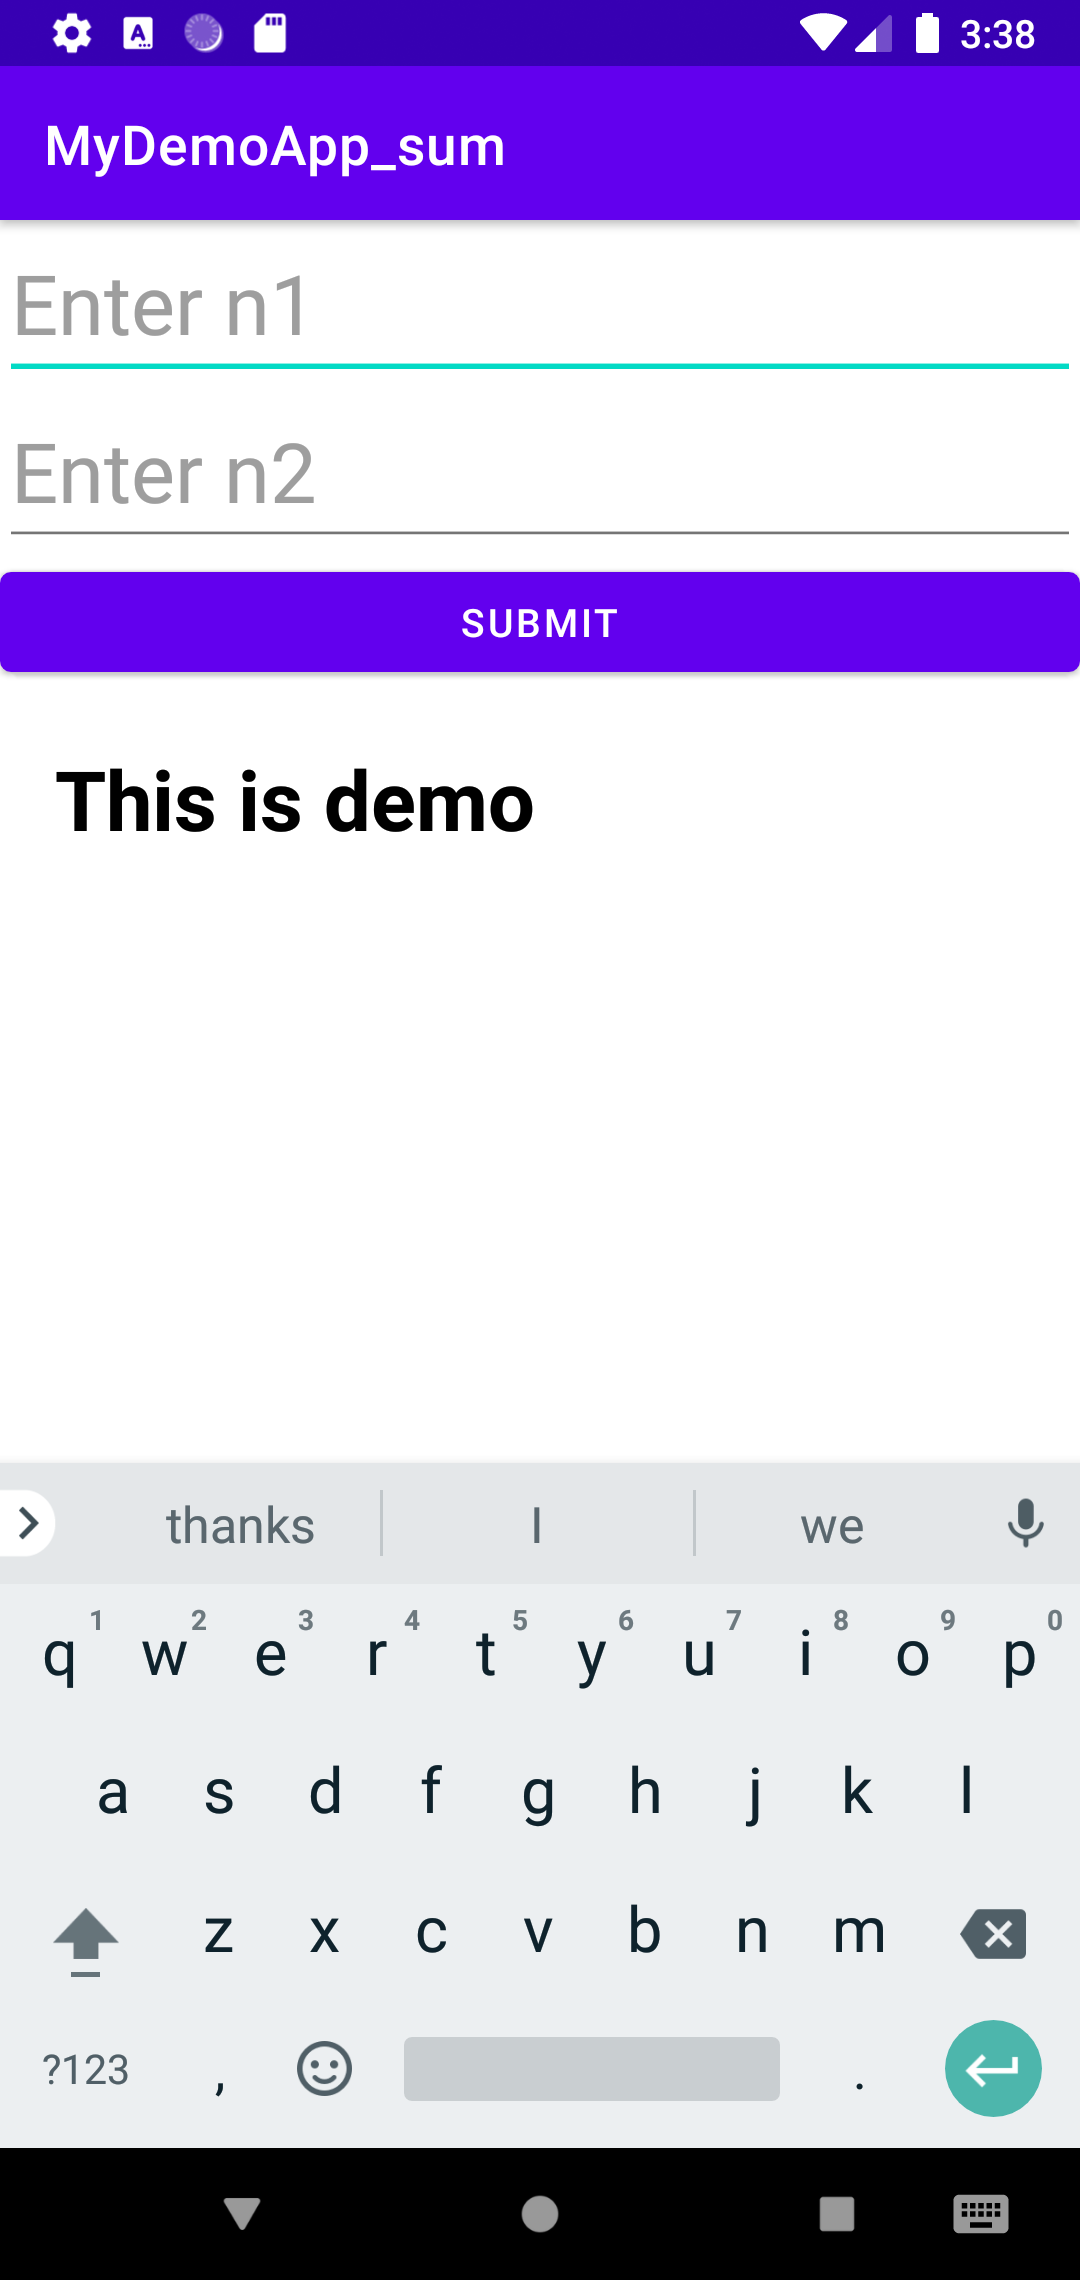 3:38
MyDemoApp_sum
Enter n1
Enter n2
SUBMIT
This is demo
thanks I we
1 2 3 4 5 6 7 8 9 0
q w e r t y u i o p
a s d f g h j k l
z x c v b n m
?123 , .